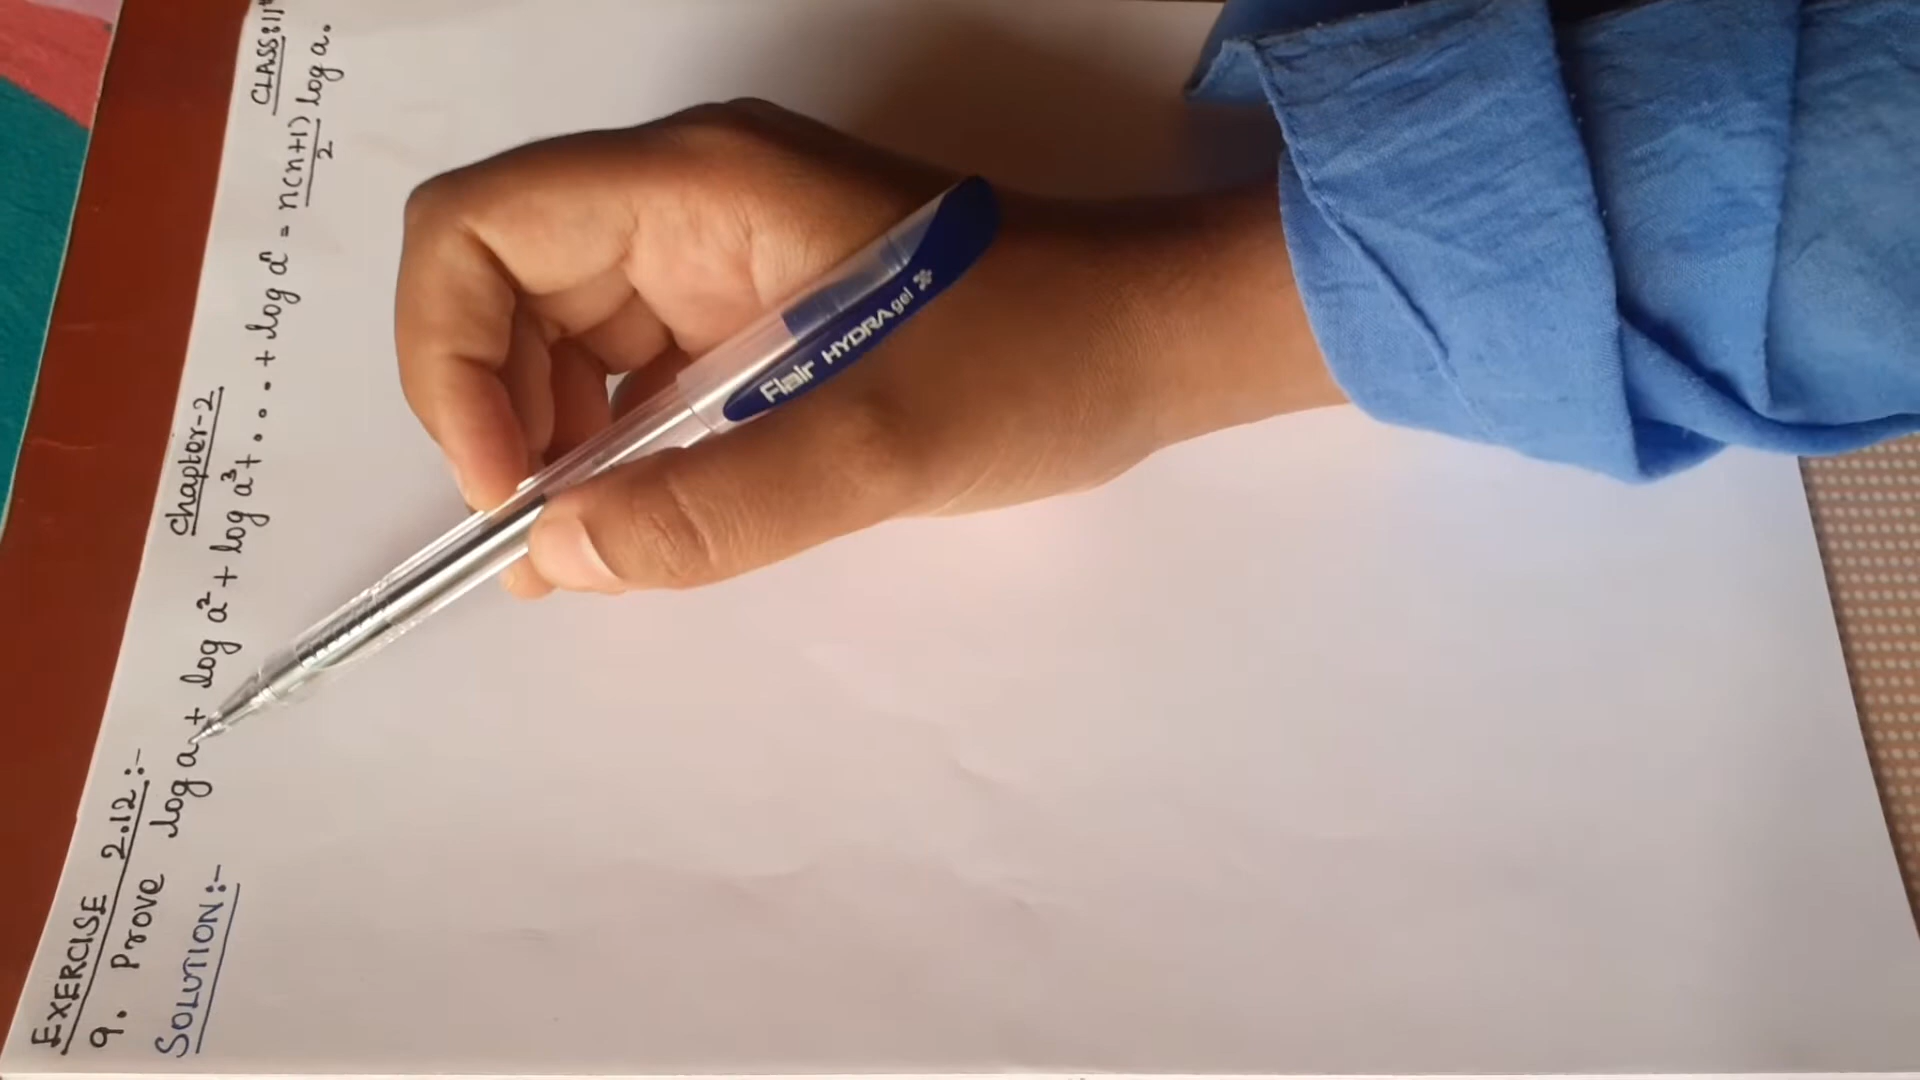 CLASS:11
Chapter-2
EXERCISE 2.12:-
9. Prove log a + log a² + log a³ + . . . . + log aⁿ = n(n+1)/2 log a.
SOLUTION:-
Flair HYDRA gel